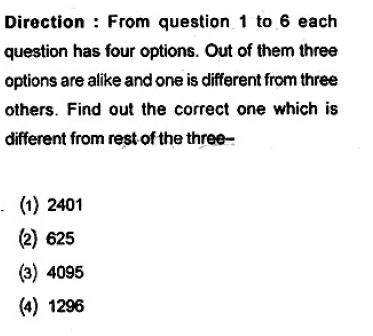 Direction : From question 1 to 6 each
question has four options. Out of them three
options are alike and one is different from three
others. Find out the correct one which is
different from rest of the three–
(1) 2401
(2) 625
(3) 4095
(4) 1296